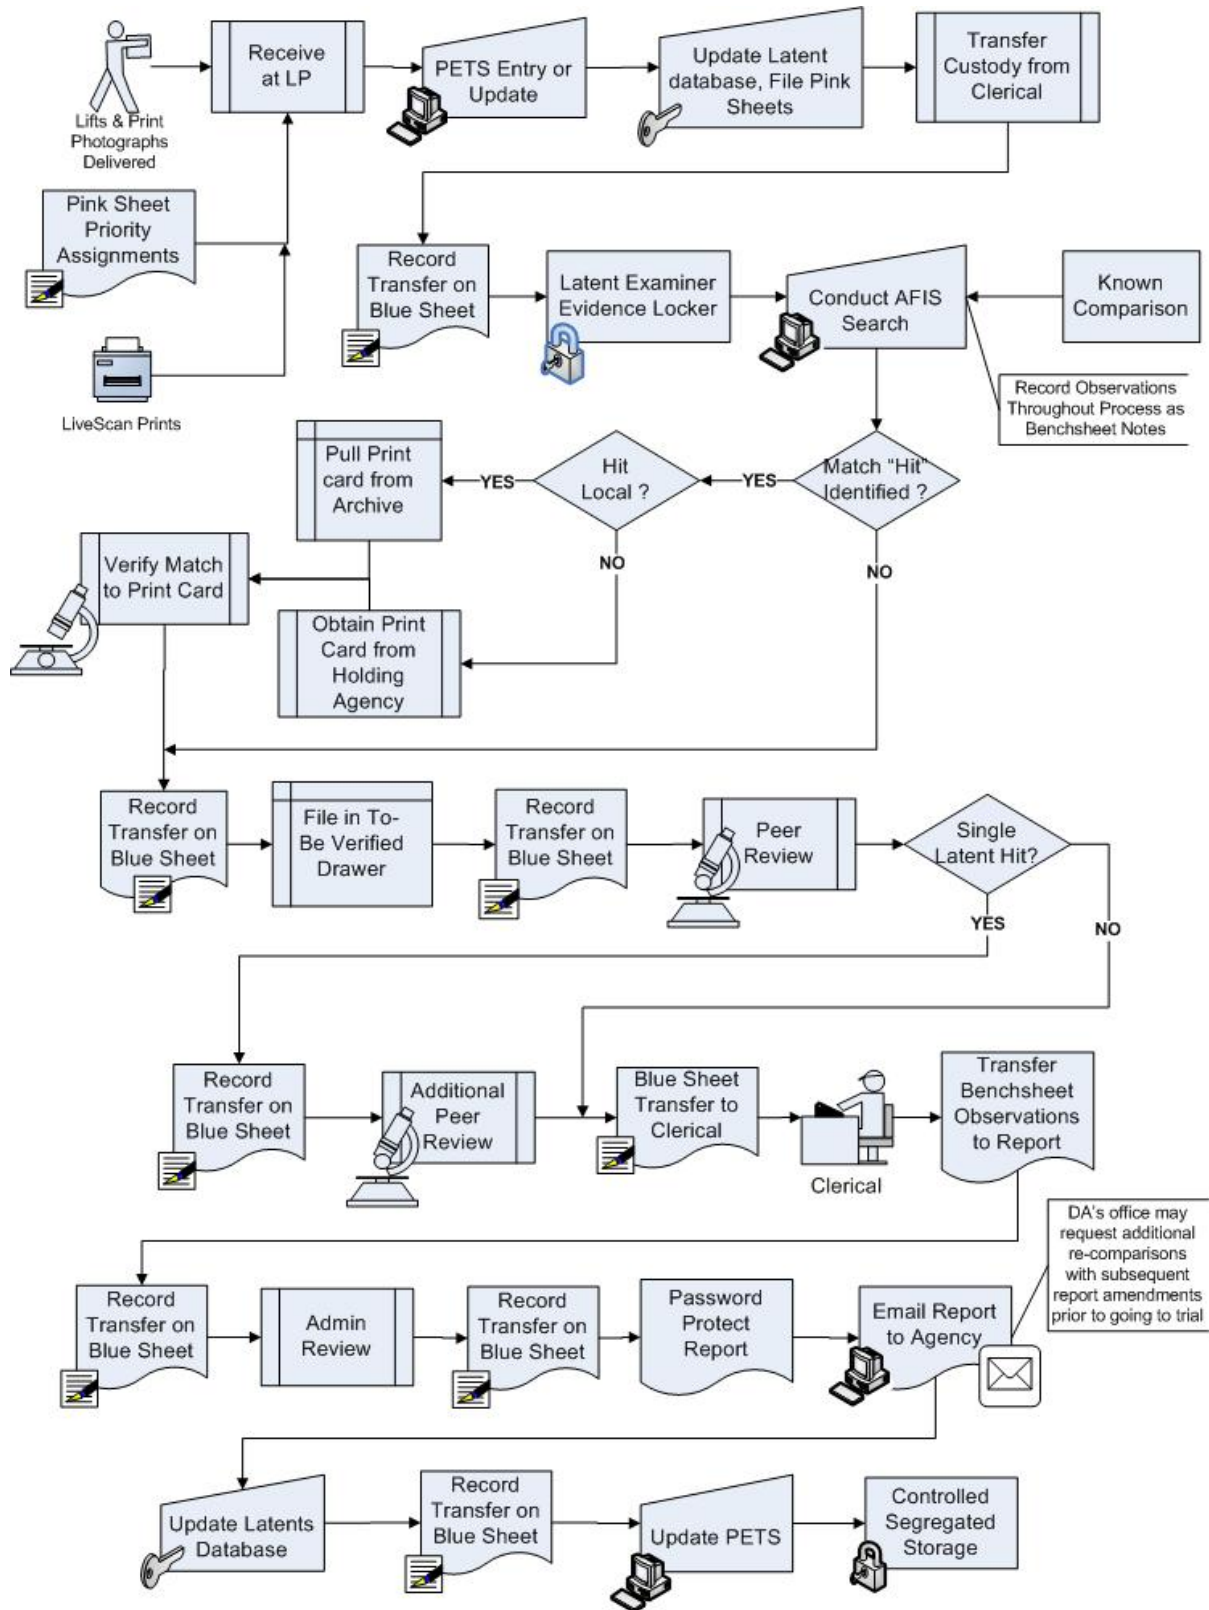 Lifts & Print
Photographs
Delivered
Receive
at LP
PETS Entry or
Update
Update Latent
database, File Pink
Sheets
Transfer
Custody from
Clerical
Pink Sheet
Priority
Assignments
LiveScan Prints
Record
Transfer on
Blue Sheet
Latent Examiner
Evidence Locker
Conduct AFIS
Search
Known
Comparison
Record Observations
Throughout Process as
Benchsheet Notes
Match “Hit”
Identified ?
YES
Hit
Local ?
YES
Pull Print
card from
Archive
NO
NO
Verify Match
to Print Card
Obtain Print
Card from
Holding
Agency
Record
Transfer on
Blue Sheet
File in To-
Be Verified
Drawer
Record
Transfer on
Blue Sheet
Peer
Review
Single
Latent Hit?
YES
NO
Record
Transfer on
Blue Sheet
Additional
Peer
Review
Blue Sheet
Transfer to
Clerical
Clerical
Transfer
Benchsheet
Observations
to Report
DA's office may
request additional
re-comparisons
with subsequent
report amendments
prior to going to trial
Record
Transfer on
Blue Sheet
Admin
Review
Record
Transfer on
Blue Sheet
Password
Protect
Report
Email Report
to Agency
Update Latents
Database
Record
Transfer on
Blue Sheet
Update PETS
Controlled
Segregated
Storage